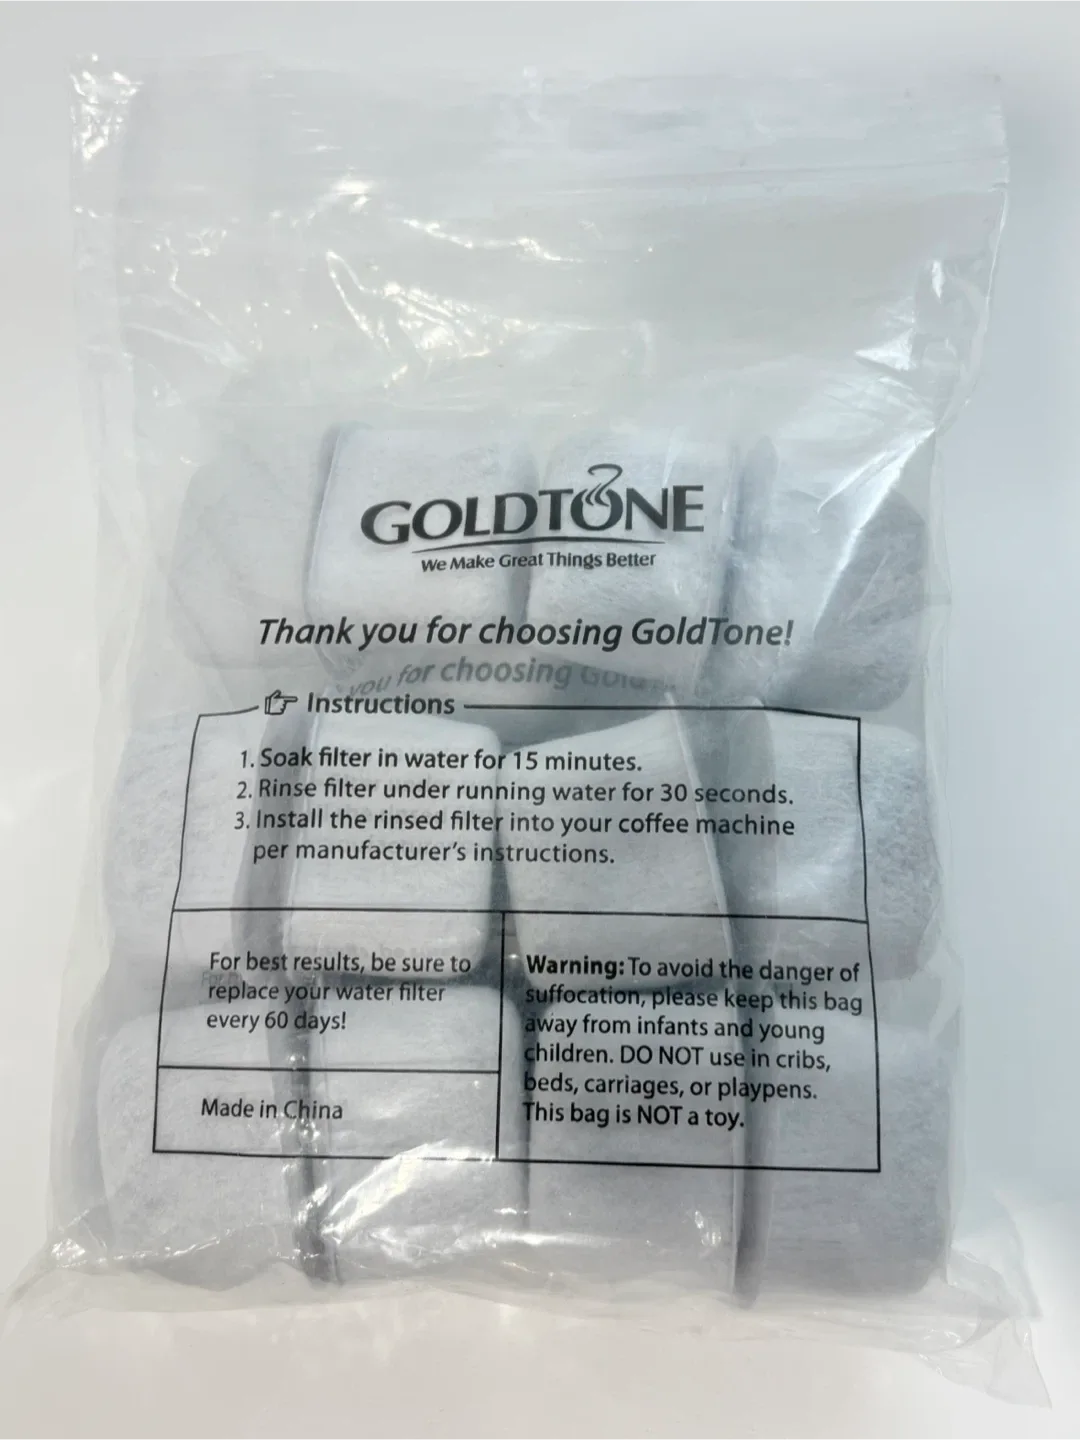 GOLDTONE
We Make Great Things Better
Thank you for choosing GoldTone!
you for choosing
Instructions
1. Soak filter in water for 15 minutes.
2. Rinse filter under running water for 30 seconds.
3. Install the rinsed filter into your coffee machine
per manufacturer's instructions.
For best results, be sure to
replace your water filter
every 60 days!
Made in China
Warning: To avoid the danger of
suffocation, please keep this bag
away from infants and young
children. DO NOT use in cribs,
beds, carriages, or playpens.
This bag is NOT a toy.